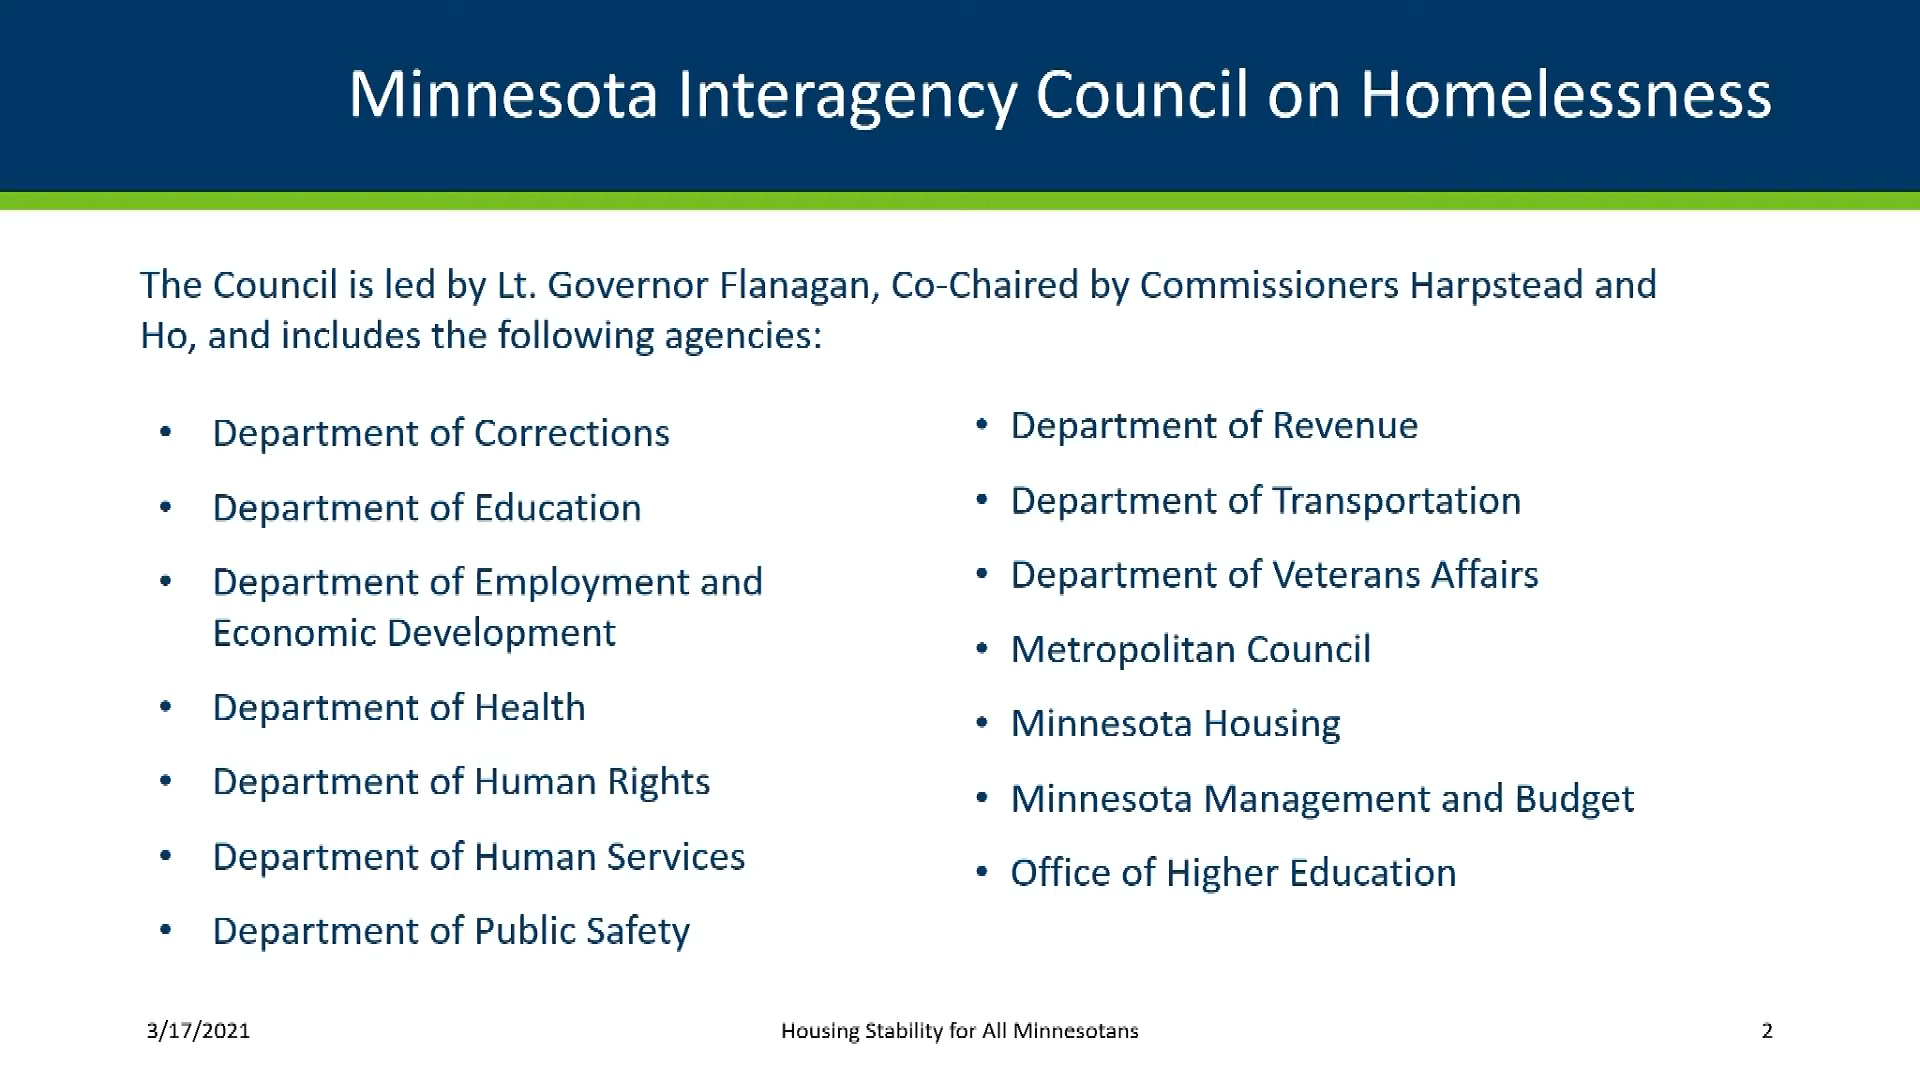 Minnesota Interagency Council on Homelessness
The Council is led by Lt. Governor Flanagan, Co-Chaired by Commissioners Harpstead and
Ho, and includes the following agencies:
• Department of Corrections
• Department of Education
• Department of Employment and
Economic Development
• Department of Health
• Department of Human Rights
• Department of Human Services
• Department of Public Safety
• Department of Revenue
• Department of Transportation
• Department of Veterans Affairs
• Metropolitan Council
• Minnesota Housing
• Minnesota Management and Budget
• Office of Higher Education
3/17/2021
Housing Stability for All Minnesotans
2